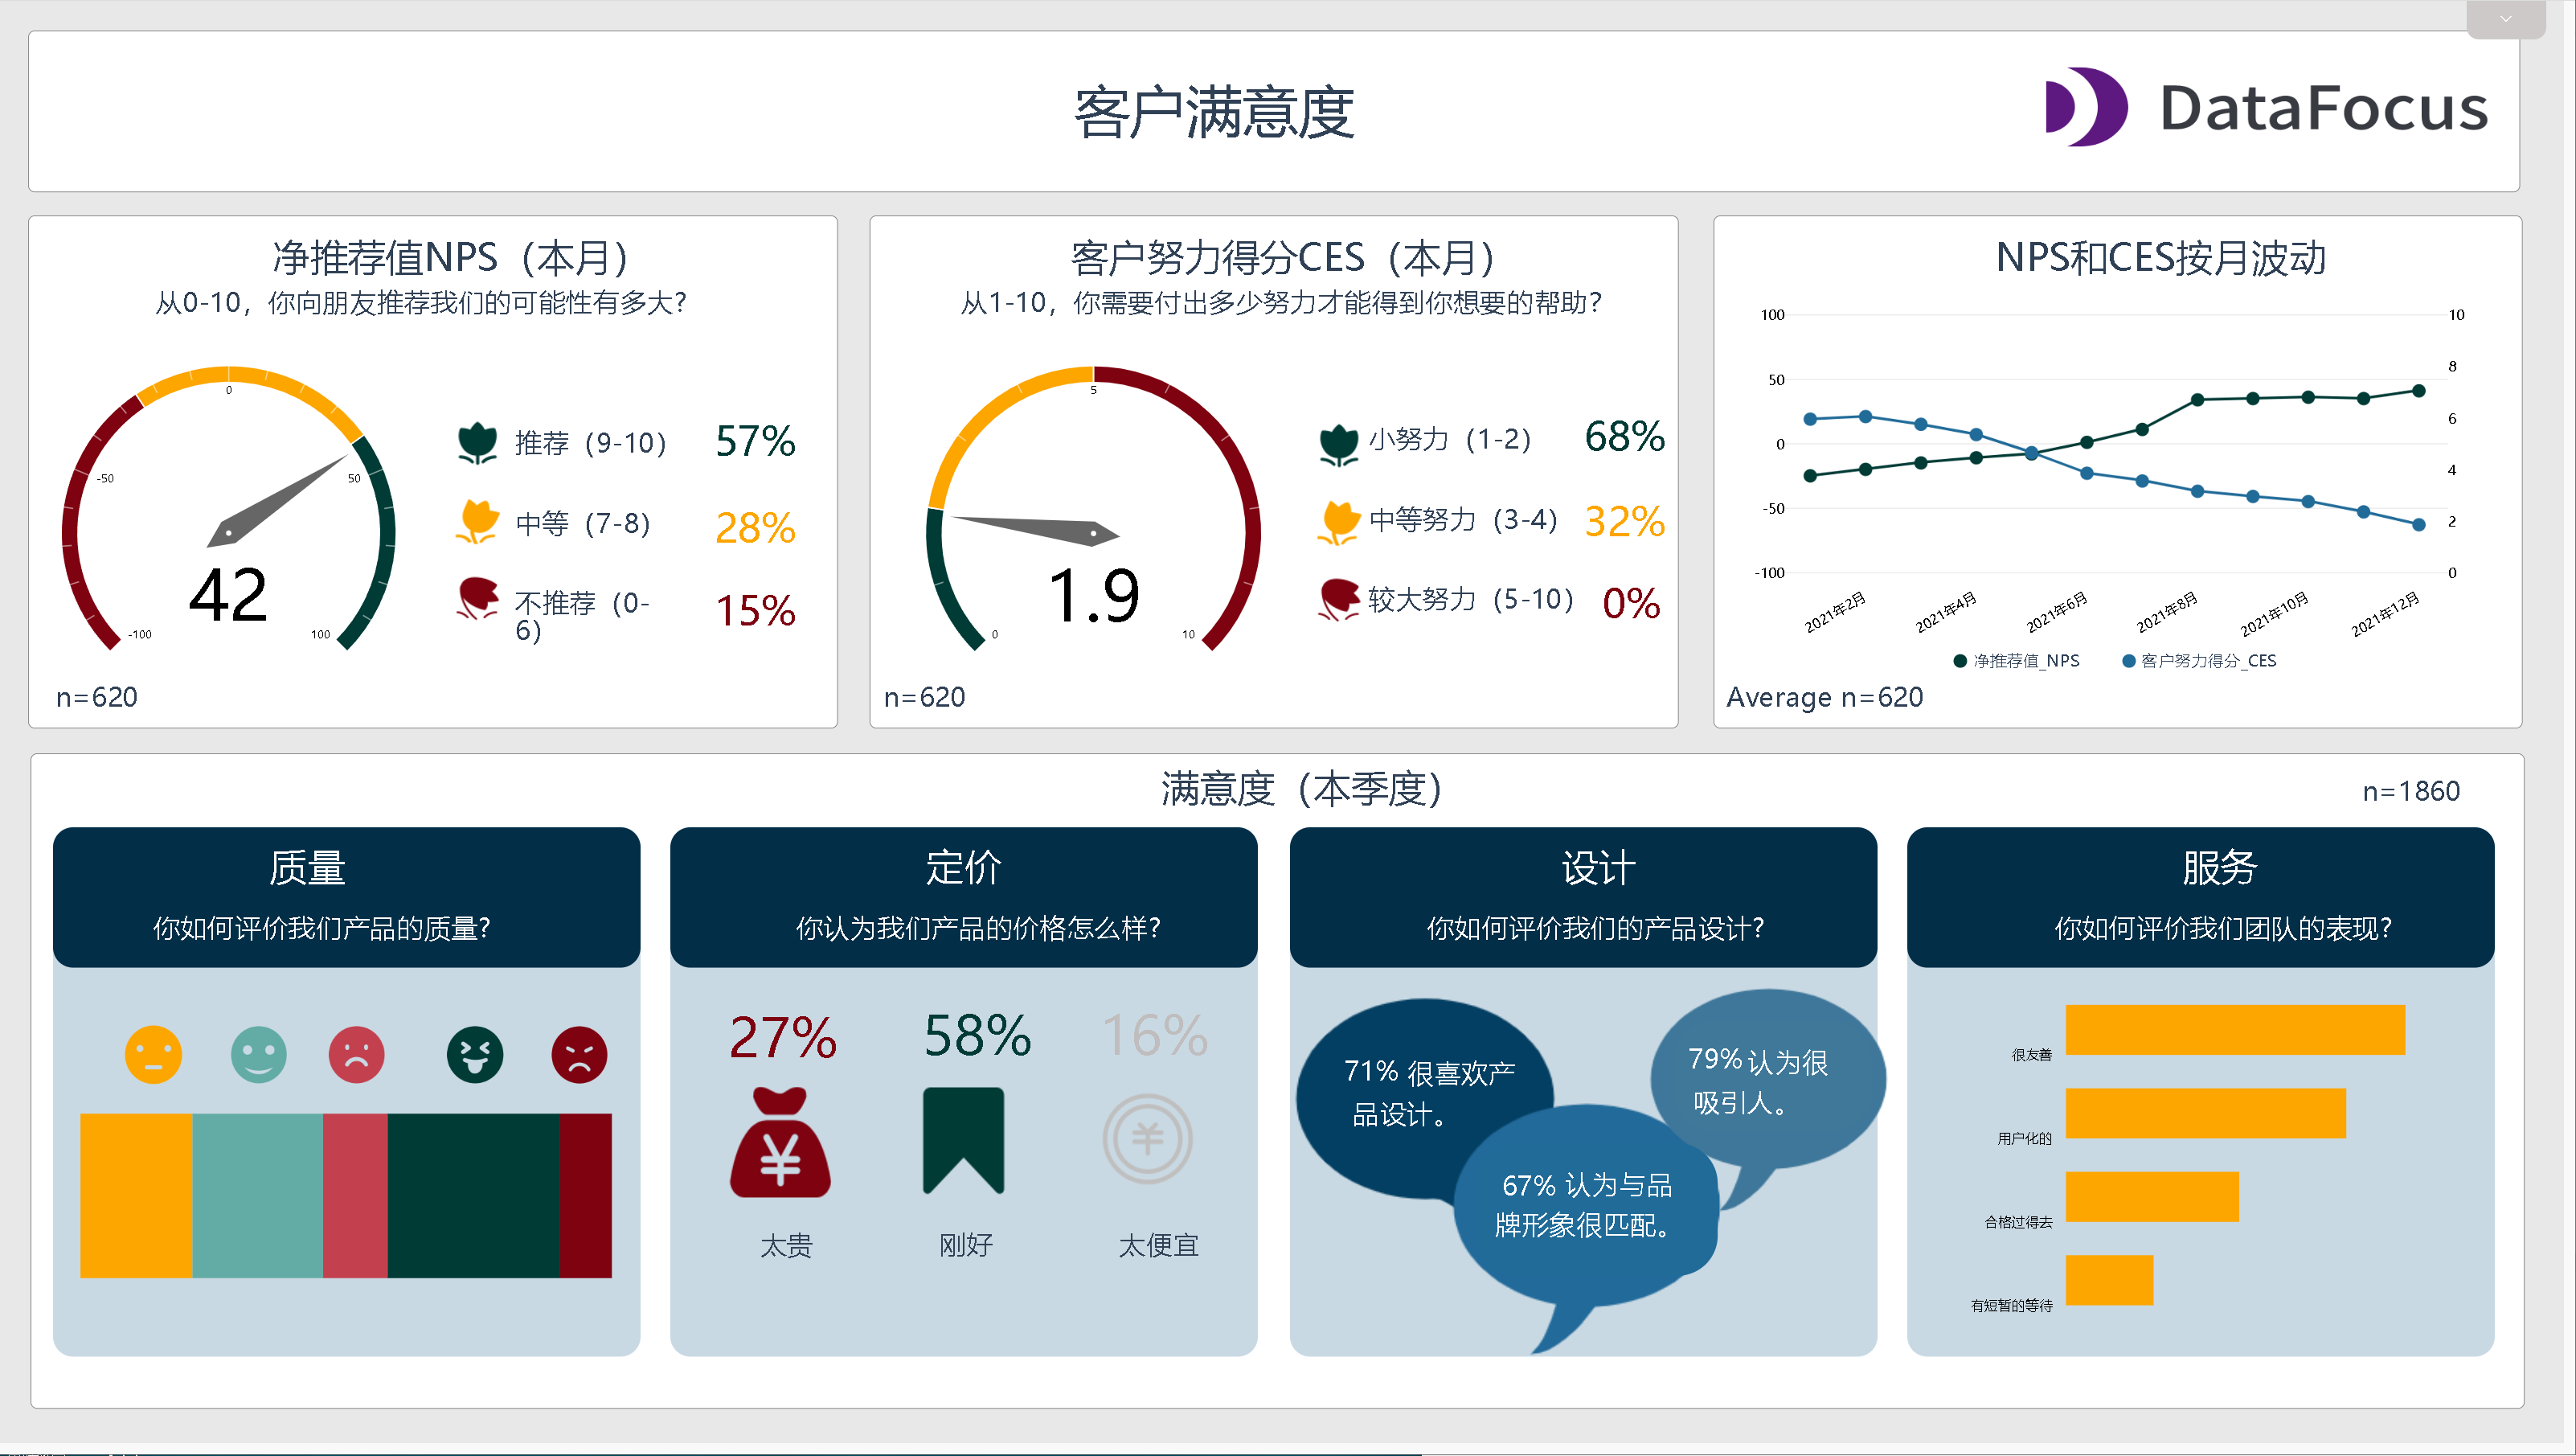 客户满意度
DataFocus
净推荐值NPS（本月）
从0-10，你向朋友推荐我们的可能性有多大？
0
-50
50
-100
100
42
推荐（9-10）
57%
中等（7-8）
28%
不推荐（0-
6）
15%
n=620
客户努力得分CES（本月）
从1-10，你需要付出多少努力才能得到你想要的帮助？
5
0
10
1.9
小努力（1-2）
68%
中等努力（3-4）
32%
较大努力（5-10）
0%
n=620
NPS和CES按月波动
100
50
0
-50
-100
10
8
6
4
2
0
2021年2月
2021年4月
2021年6月
2021年8月
2021年10月
2021年12月
净推荐值_NPS
客户努力得分_CES
Average n=620
满意度（本季度）
n=1860
质量
你如何评价我们产品的质量？
定价
你认为我们产品的价格怎么样？
27%
58%
16%
¥
¥
太贵
刚好
太便宜
设计
你如何评价我们的产品设计？
71% 很喜欢产
品设计。
79%认为很
吸引人。
67% 认为与品
牌形象很匹配。
服务
你如何评价我们团队的表现？
很友善
用户化的
合格过得去
有短暂的等待